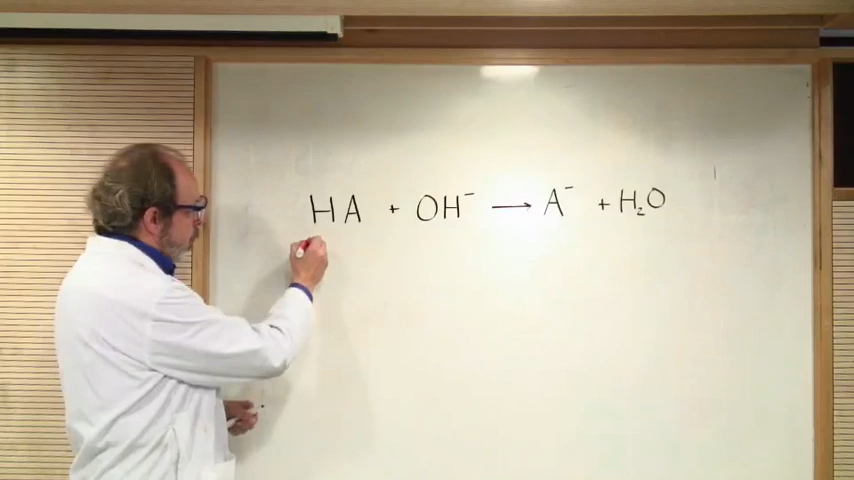 HA + OH⁻ → A⁻ + H₂O